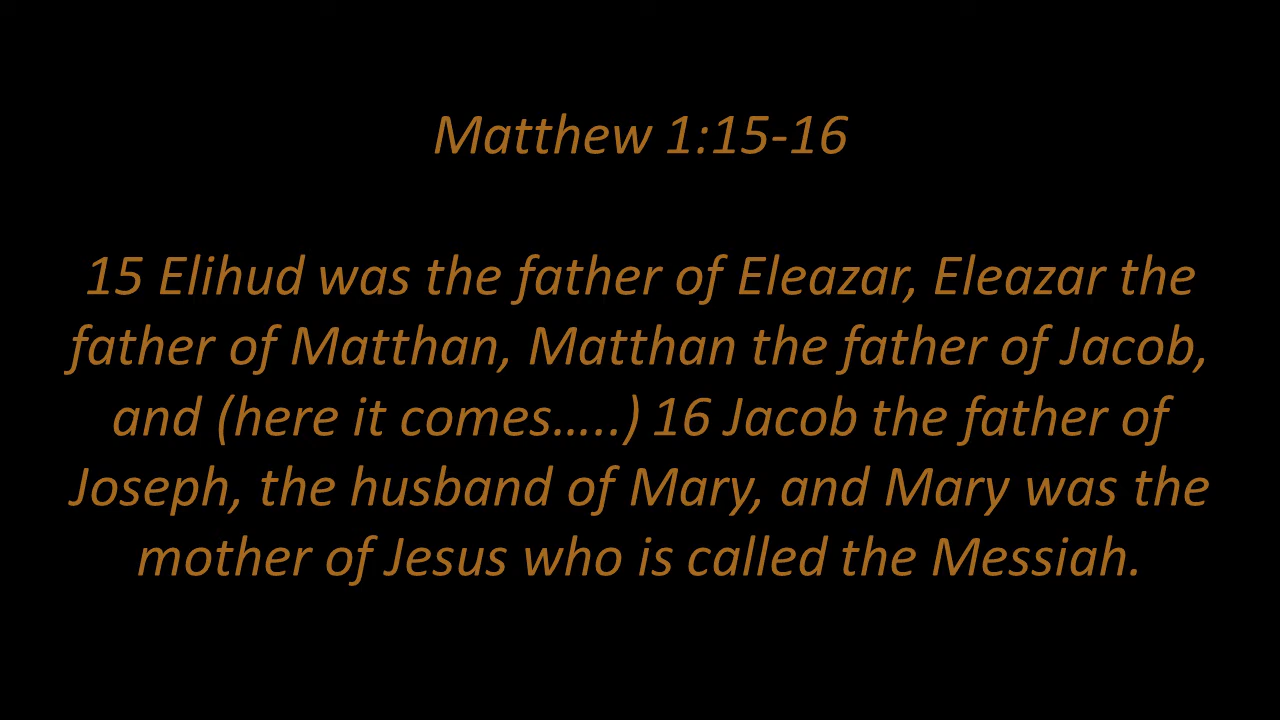 Matthew 1:15-16
15 Elihud was the father of Eleazar, Eleazar the
father of Matthan, Matthan the father of Jacob,
and (here it comes…..) 16 Jacob the father of
Joseph, the husband of Mary, and Mary was the
mother of Jesus who is called the Messiah.